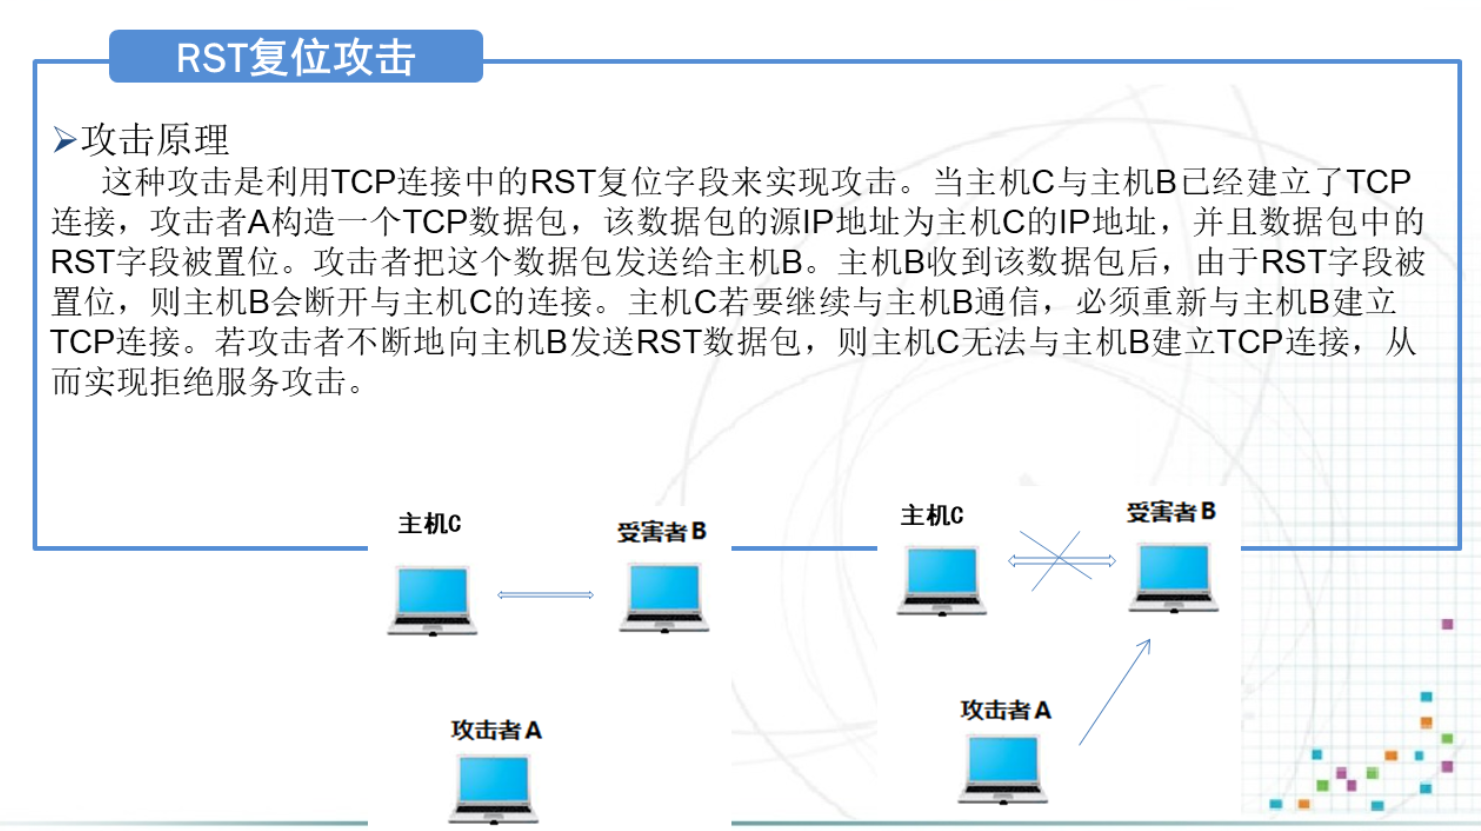 RST复位攻击
➢攻击原理
这种攻击是利用TCP连接中的RST复位字段来实现攻击。当主机C与主机B已经建立了TCP
连接，攻击者A构造一个TCP数据包，该数据包的源IP地址为主机C的IP地址，并且数据包中的
RST字段被置位。攻击者把这个数据包发送给主机B。主机B收到该数据包后，由于RST字段被
置位，则主机B会断开与主机C的连接。主机C若要继续与主机B通信，必须重新与主机B建立
TCP连接。若攻击者不断地向主机B发送RST数据包，则主机C无法与主机B建立TCP连接，从
而实现拒绝服务攻击。
主机C
受害者B
攻击者A
主机C
受害者B
攻击者A